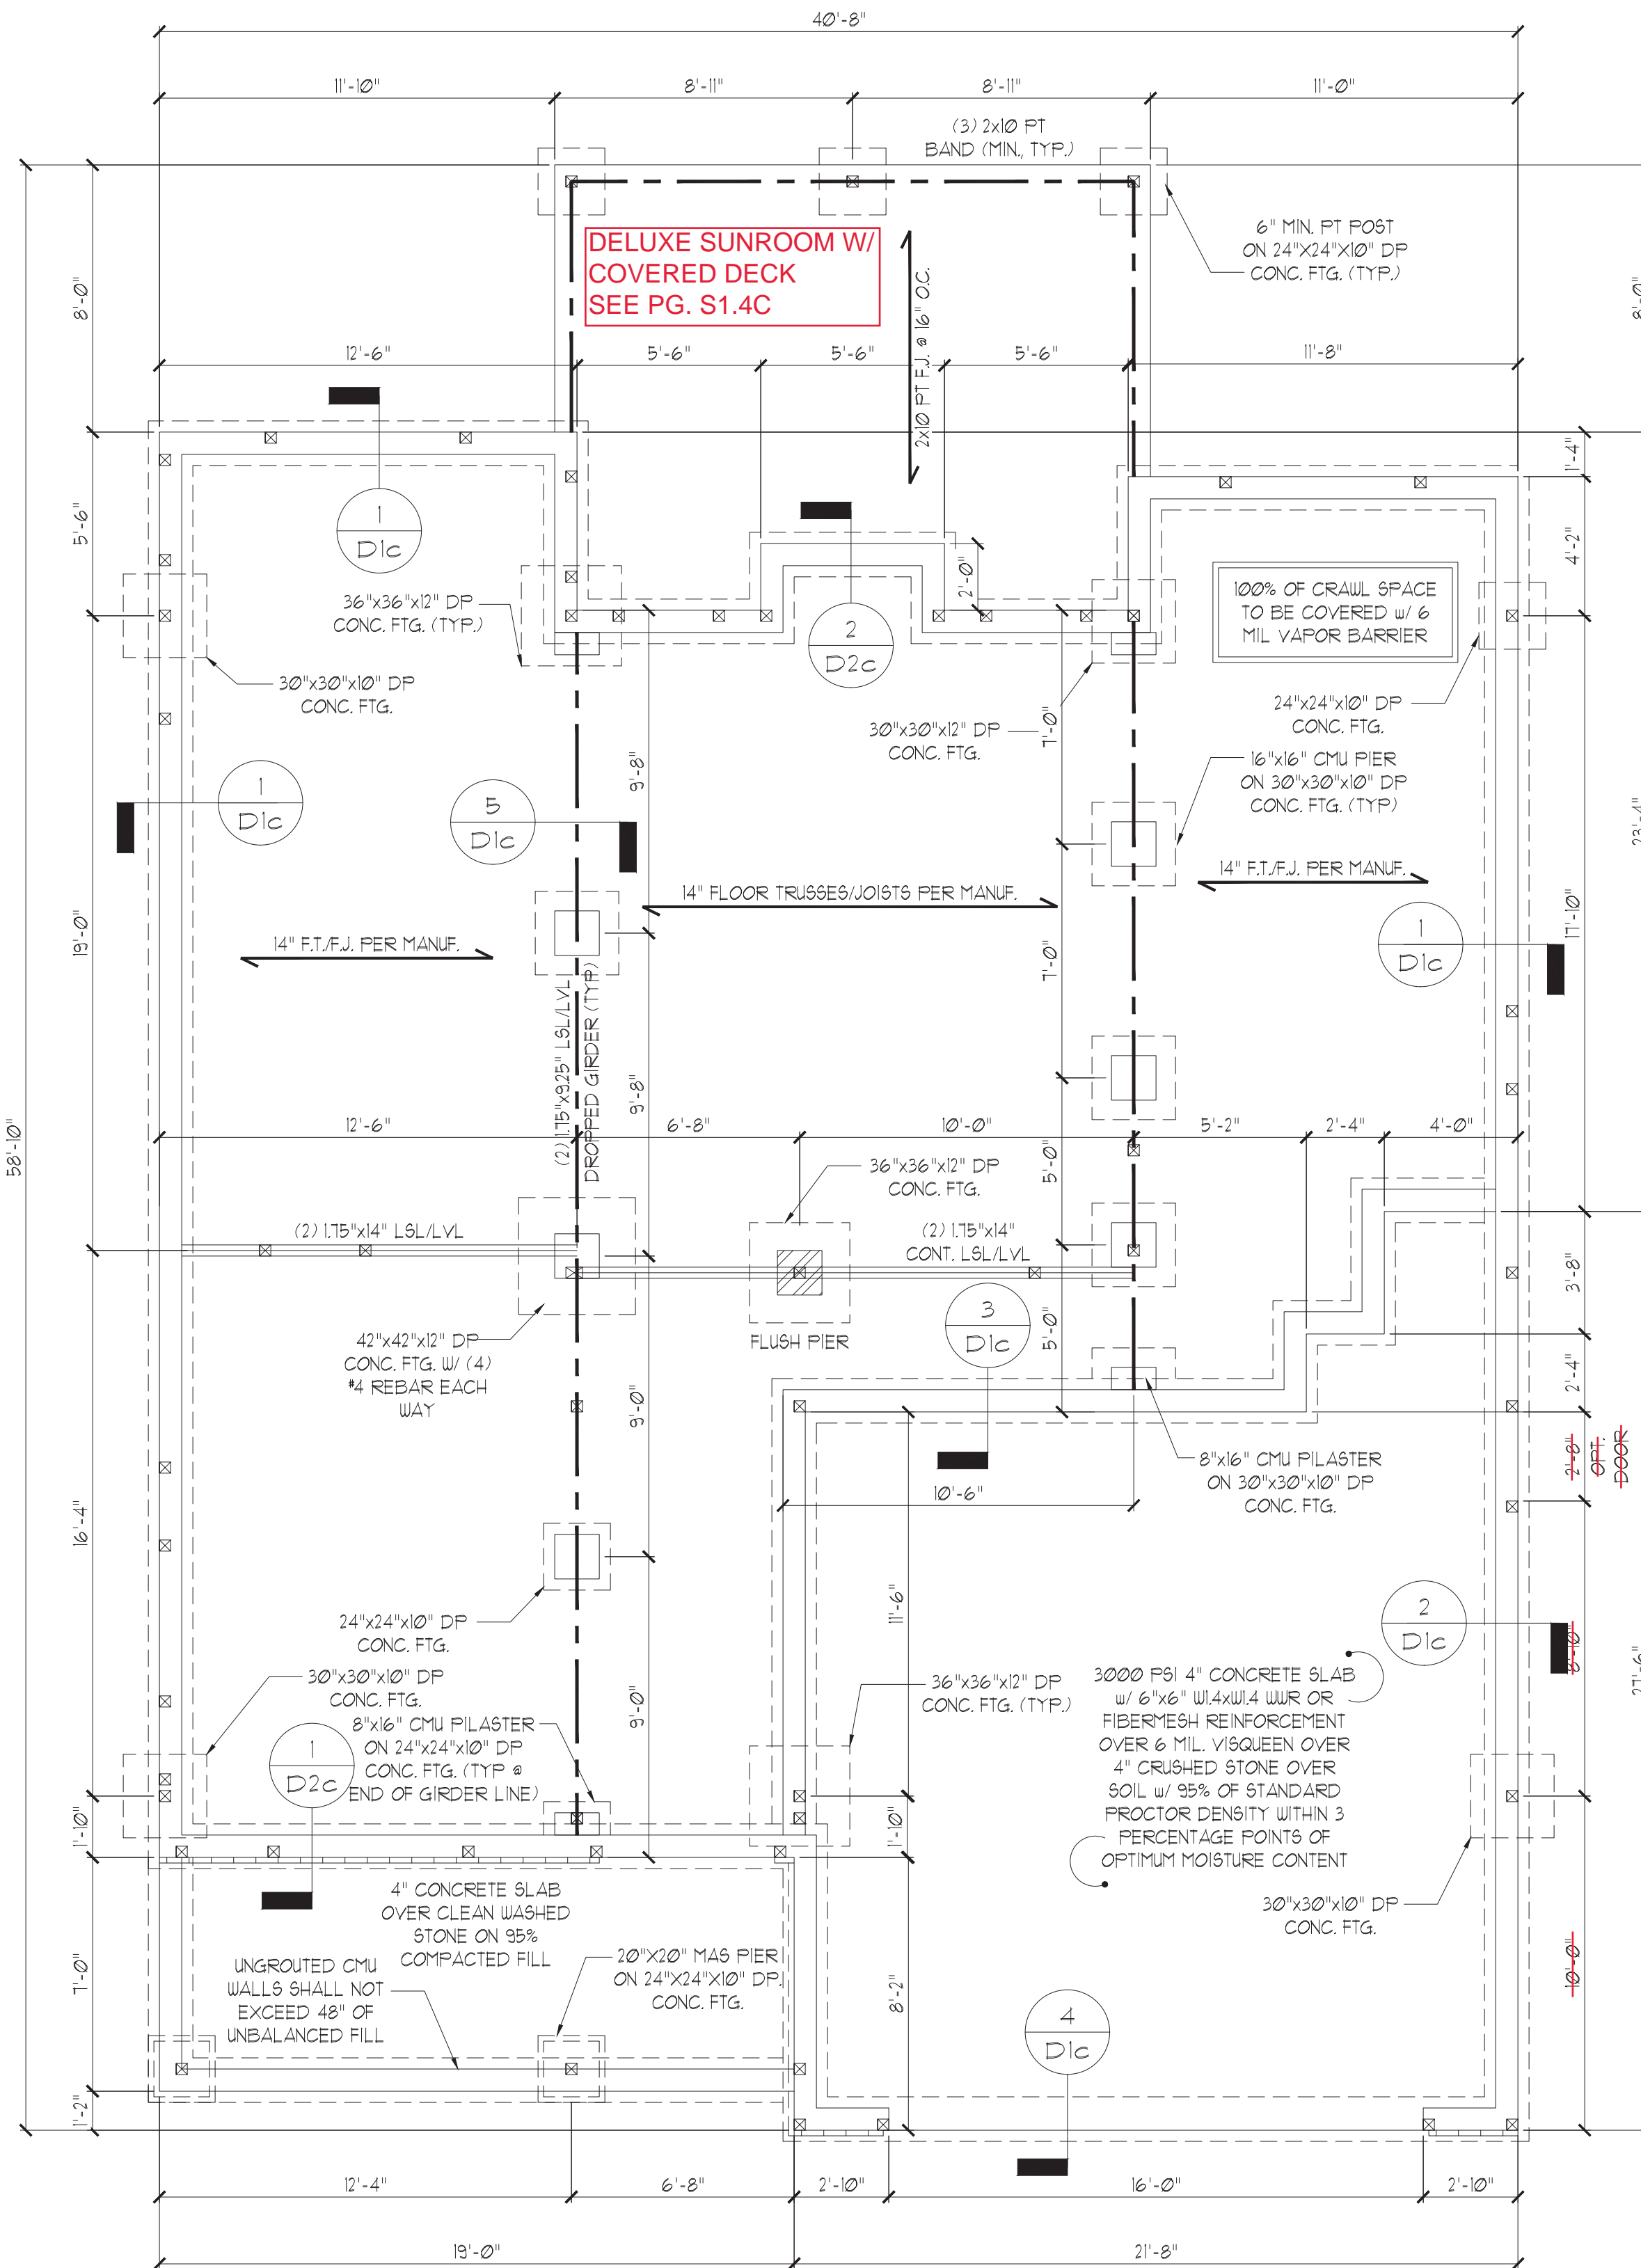 40'-8"
11'-10"
8'-11"
8'-11"
11'-0"
(3) 2x10 PT
BAND (MIN., TYP.)
6" MIN. PT POST
ON 24"X24"X10" DP
CONC. FTG. (TYP.)
DELUXE SUNROOM W/
COVERED DECK
SEE PG. S1.4C
2x10 PT F.J. @ 16" O.C.
8'-0"
8'-0"
12'-6"
5'-6"
5'-6"
5'-6"
11'-8"
1'-4"
5'-6"
4'-2"
1
D1c
2'-0"
36"x36"x12" DP
CONC. FTG. (TYP.)
2
D2c
100% OF CRAWL SPACE
TO BE COVERED w/ 6
MIL VAPOR BARRIER
30"x30"x10" DP
CONC. FTG.
24"x24"x10" DP
CONC. FTG.
30"x30"x12" DP
CONC. FTG.
7'-0"
9'-8"
16"x16" CMU PIER
ON 30"x30"x10" DP
CONC. FTG. (TYP)
1
D1c
5
D1c
23'-4"
14" FLOOR TRUSSES/JOISTS PER MANUF.
14" F.T./F.J. PER MANUF.
14" F.T./F.J. PER MANUF.
19'-0"
17'-10"
1
D1c
7'-0"
(2) 1.75"x9.25" LSL/LVL
DROPPED GIRDER (TYP)
9'-8"
58'-10"
12'-6"
6'-8"
10'-0"
5'-2"
2'-4"
4'-0"
5'-0"
36"x36"x12" DP
CONC. FTG.
(2) 1.75"x14" LSL/LVL
(2) 1.75"x14"
CONT. LSL/LVL
3'-8"
3
D1c
FLUSH PIER
5'-0"
42"x42"x12" DP
CONC. FTG. W/ (4)
#4 REBAR EACH
WAY
2'-4"
9'-0"
2'-8"
OPT.
DOOR
8"x16" CMU PILASTER
ON 30"x30"x10" DP
CONC. FTG.
10'-6"
16'-4"
11'-6"
2
D1c
24"x24"x10" DP
CONC. FTG.
27'-6"
30"x30"x10" DP
CONC. FTG.
9'-0"
36"x36"x12" DP
CONC. FTG. (TYP.)
3000 PSI 4" CONCRETE SLAB
w/ 6"x6" W1.4xW1.4 WWR OR
FIBERMESH REINFORCEMENT
OVER 6 MIL. VISQUEEN OVER
4" CRUSHED STONE OVER
SOIL w/ 95% OF STANDARD
PROCTOR DENSITY WITHIN 3
PERCENTAGE POINTS OF
OPTIMUM MOISTURE CONTENT
8"x16" CMU PILASTER
ON 24"x24"x10" DP
CONC. FTG. (TYP @
END OF GIRDER LINE)
1
D2c
1'-10"
1'-10"
4" CONCRETE SLAB
OVER CLEAN WASHED
STONE ON 95%
COMPACTED FILL
30"x30"x10" DP
CONC. FTG.
UNGROUTED CMU
WALLS SHALL NOT
EXCEED 48" OF
UNBALANCED FILL
20"X20" MAS PIER
ON 24"X24"X10" DP.
CONC. FTG.
7'-0"
8'-2"
10'-0"
4
D1c
1'-2"
12'-4"
6'-8"
2'-10"
16'-0"
2'-10"
19'-0"
21'-8"